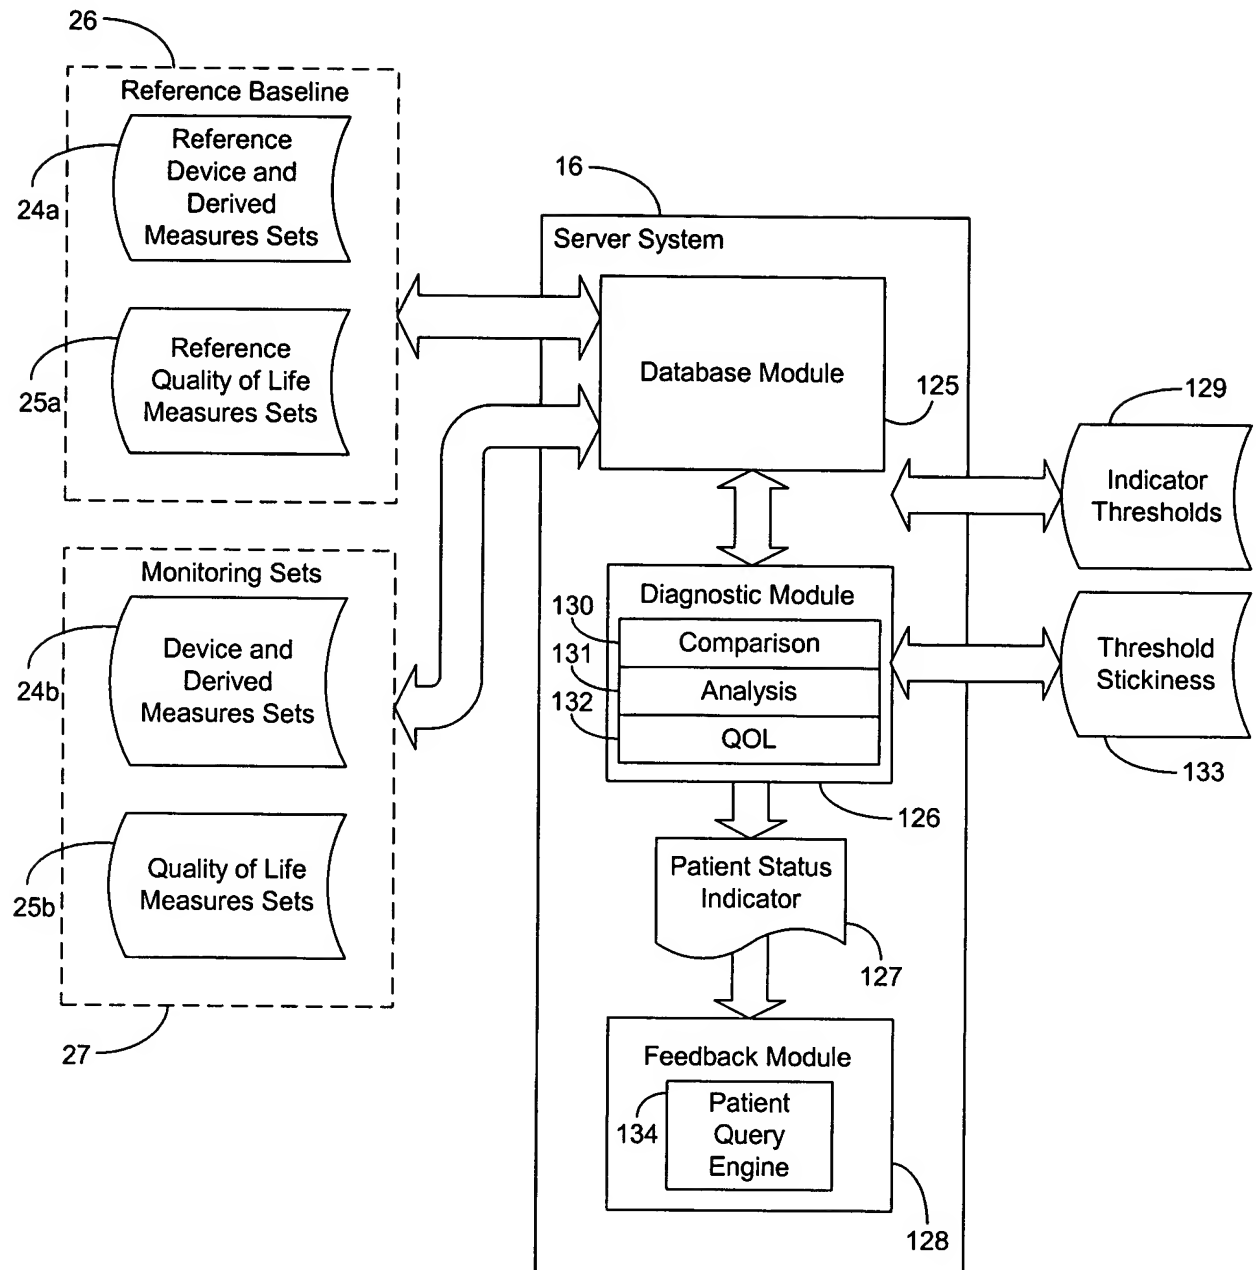 26
Reference Baseline
Reference
Device and
Derived
Measures Sets
24a
Reference
Quality of Life
Measures Sets
25a
Monitoring Sets
Device and
Derived
Measures Sets
24b
Quality of Life
Measures Sets
25b
27
16
Server System
Database Module
125
129
Indicator
Thresholds
Diagnostic Module
130
Comparison
131
Analysis
132
QOL
126
Threshold
Stickiness
133
Patient Status
Indicator
127
Feedback Module
134
Patient
Query
Engine
128